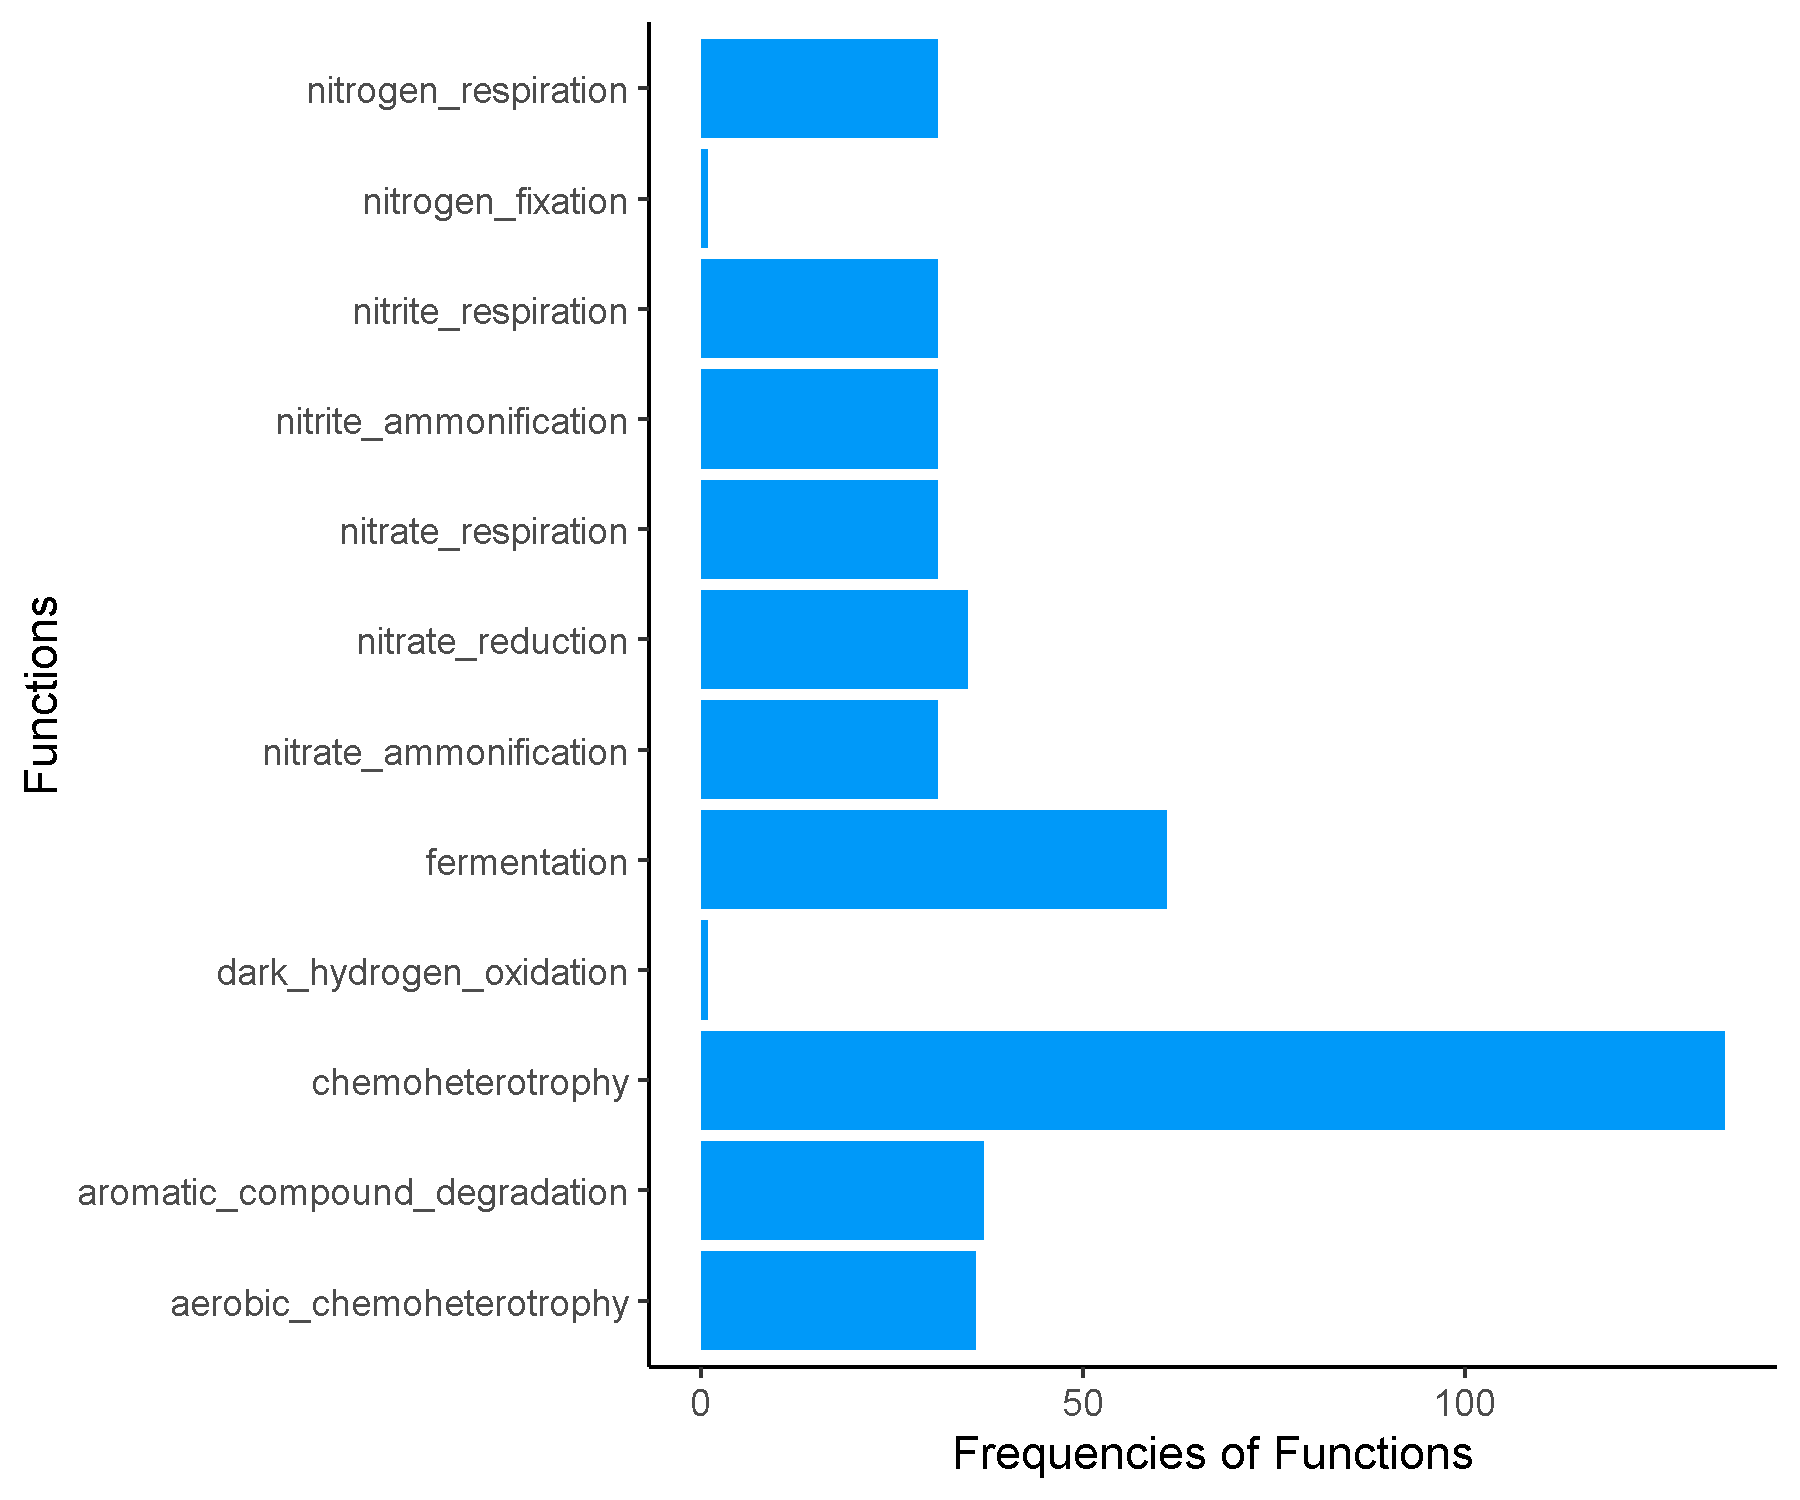 nitrogen_respiration
nitrogen_fixation
nitrite_respiration
nitrite_ammonification
nitrate_respiration
nitrate_reduction
nitrate_ammonification
fermentation
dark_hydrogen_oxidation
chemoheterotrophy
aromatic_compound_degradation
aerobic_chemoheterotrophy
Functions
0 50 100
Frequencies of Functions